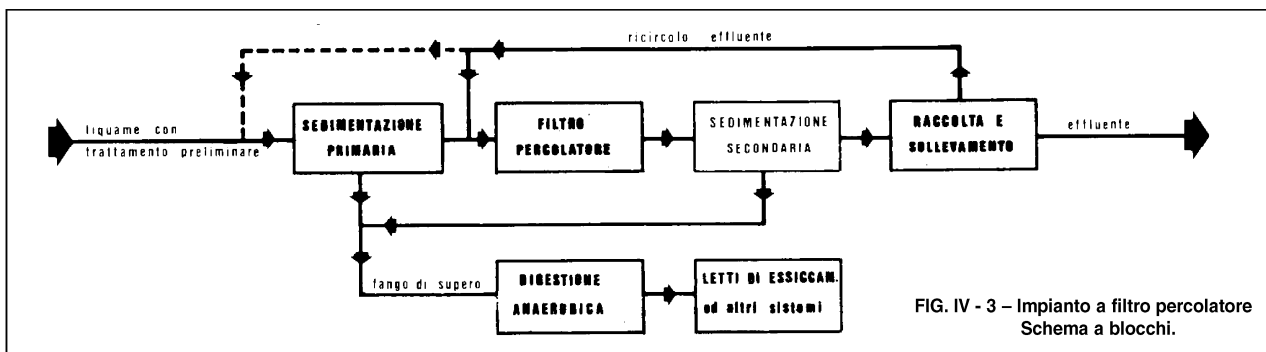 ricircolo effluente
liquame con
trattamento preliminare
SEDIMENTAZIONE
PRIMARIA
FILTRO
PERCOLATORE
SEDIMENTAZIONE
SECONDARIA
RACCOLTA E
SOLLEVAMENTO
effluente
fango di supero
DIGESTIONE
ANAEROBICA
LETTI DI ESSICCAM.
ed altri sistemi
FIG. IV - 3 – Impianto a filtro percolatore
Schema a blocchi.